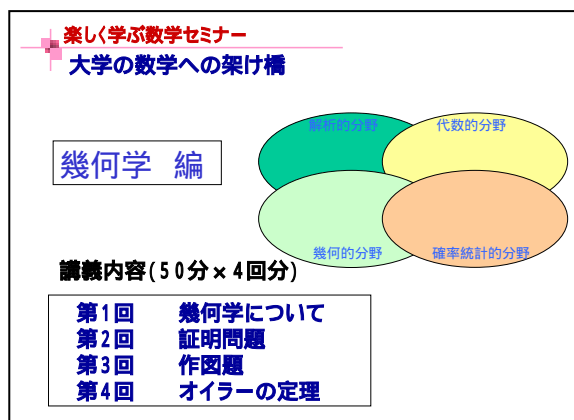 楽しく学ぶ数学セミナー
大学の数学への架け橋
解析的分野
代数的分野
幾何学 編
幾何的分野
確率統計的分野
講義内容(50分×4回分)
第1回 幾何学について
第2回 証明問題
第3回 作図題
第4回 オイラーの定理